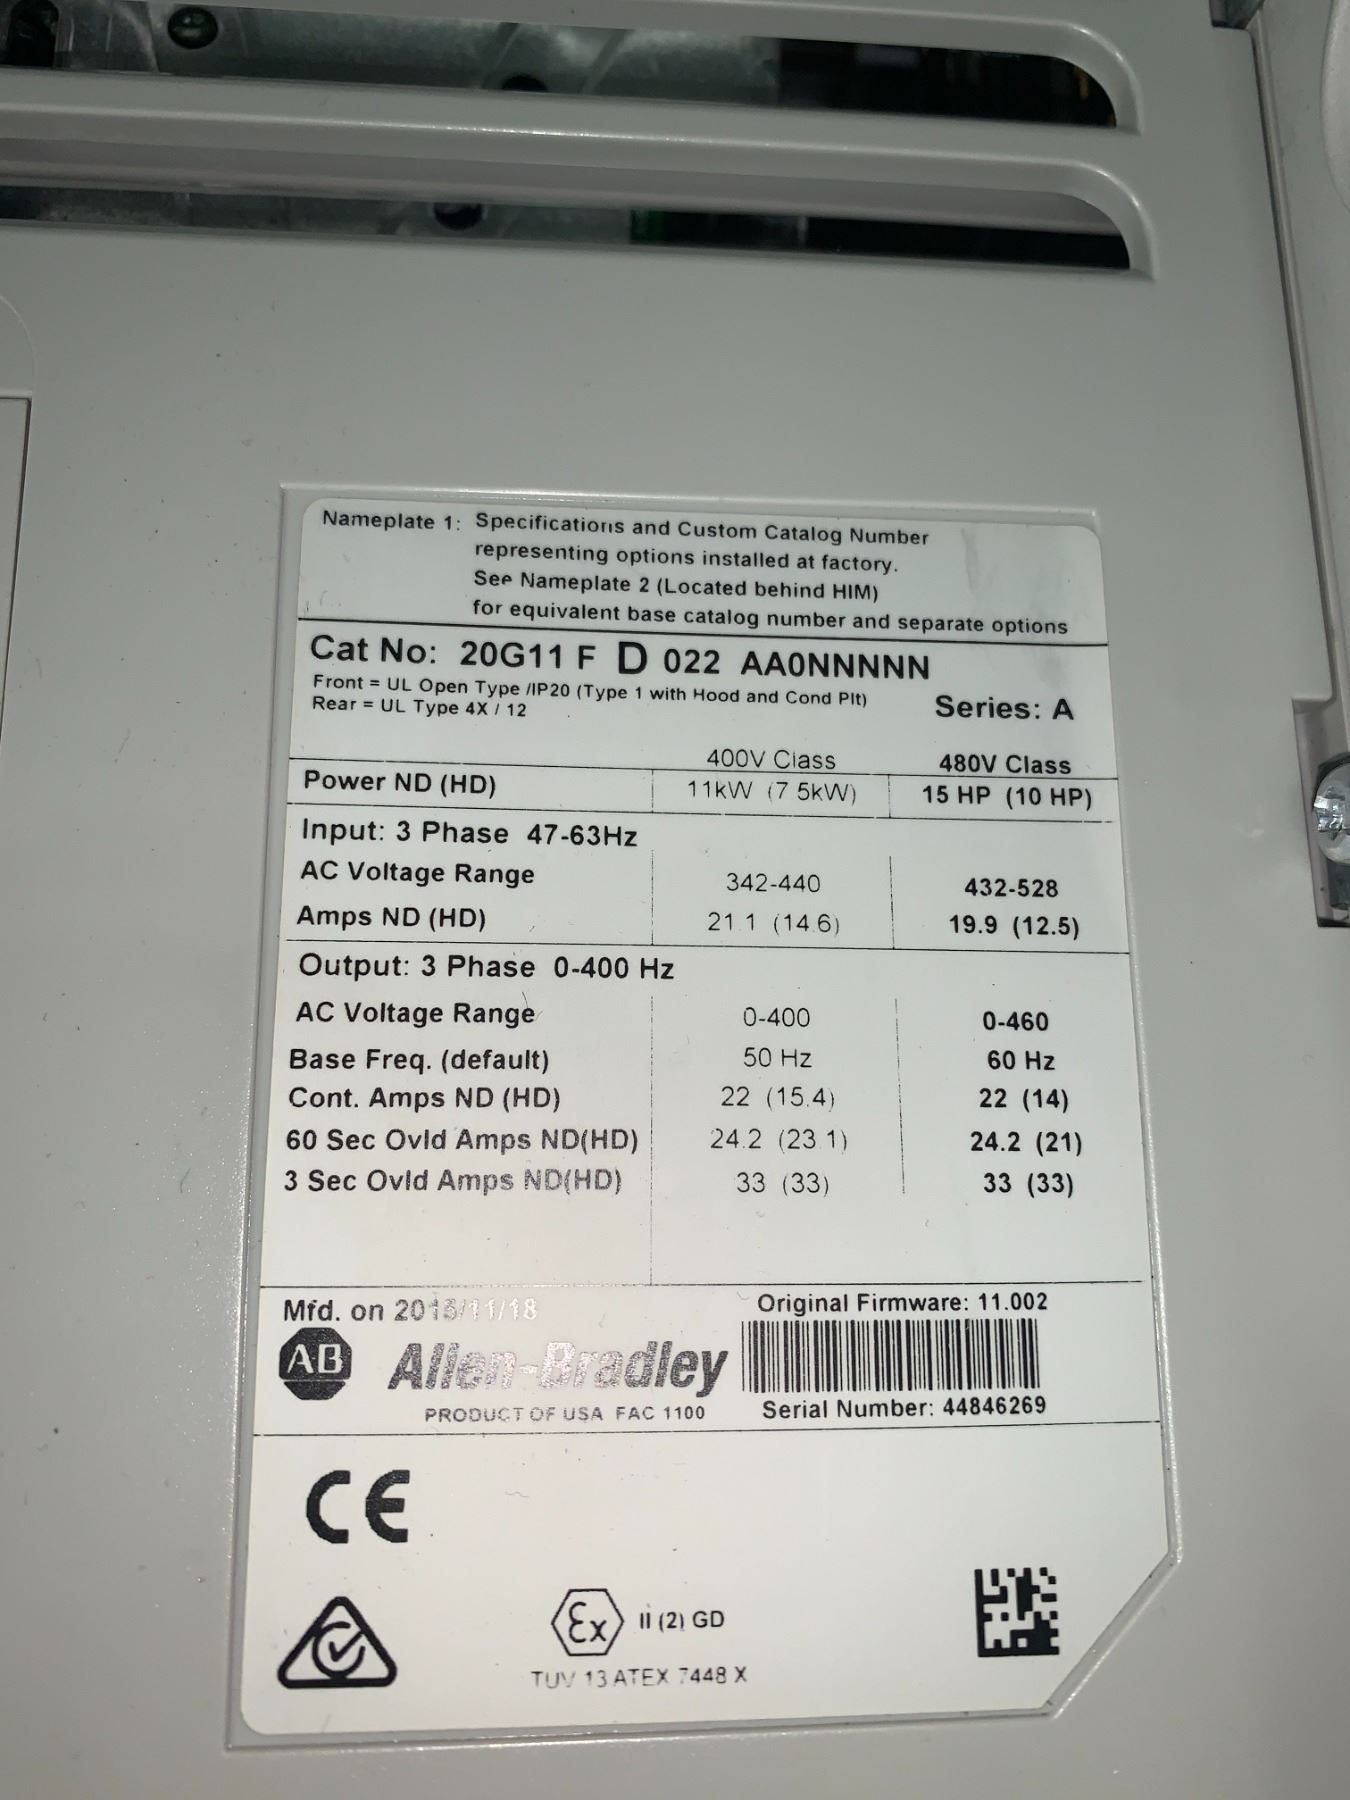 Nameplate 1: Specifications and Custom Catalog Number
representing options installed at factory.
See Nameplate 2 (Located behind HIM)
for equivalent base catalog number and separate options
Cat No: 20G11 F D 022 AA0NNNNN
Front = UL Open Type /IP20 (Type 1 with Hood and Cond Plt)
Rear = UL Type 4X / 12
Series: A
400V Class 480V Class
Power ND (HD) 11kW (7.5kW) 15 HP (10 HP)
Input: 3 Phase 47-63Hz
AC Voltage Range 342-440 432-528
Amps ND (HD) 21.1 (14.6) 19.9 (12.5)
Output: 3 Phase 0-400 Hz
AC Voltage Range 0-400 0-460
Base Freq. (default) 50 Hz 60 Hz
Cont. Amps ND (HD) 22 (15.4) 22 (14)
60 Sec Ovld Amps ND(HD) 24.2 (23.1) 24.2 (21)
3 Sec Ovld Amps ND(HD) 33 (33) 33 (33)
Mfd. on
Original Firmware: 11.002
AB Allen-Bradley
PRODUCT OF USA FAC 1100
Serial Number: 44846269
CE
Ex II (2) GD
TUV 13 ATEX 7448 X